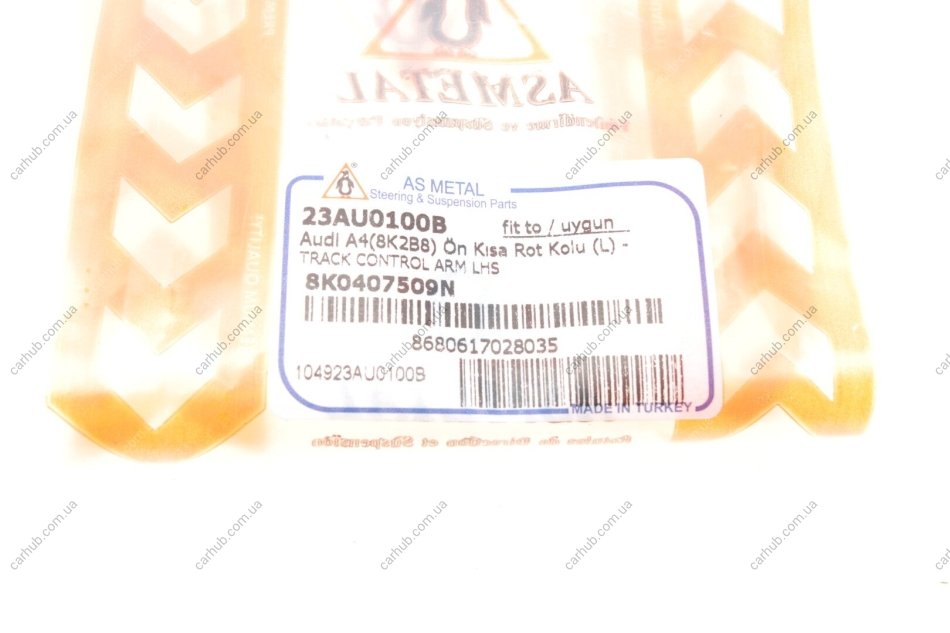 ASMETAL
AS METAL
Steering & Suspension Parts
23AU0100B
fit to / uygun
Audi A4(8K2B8) Ön Kısa Rot Kolu (L) -
TRACK CONTROL ARM LHS
8K0407509N
8680617028035
104923AU0100B
MADE IN TURKEY
carhub.com.ua